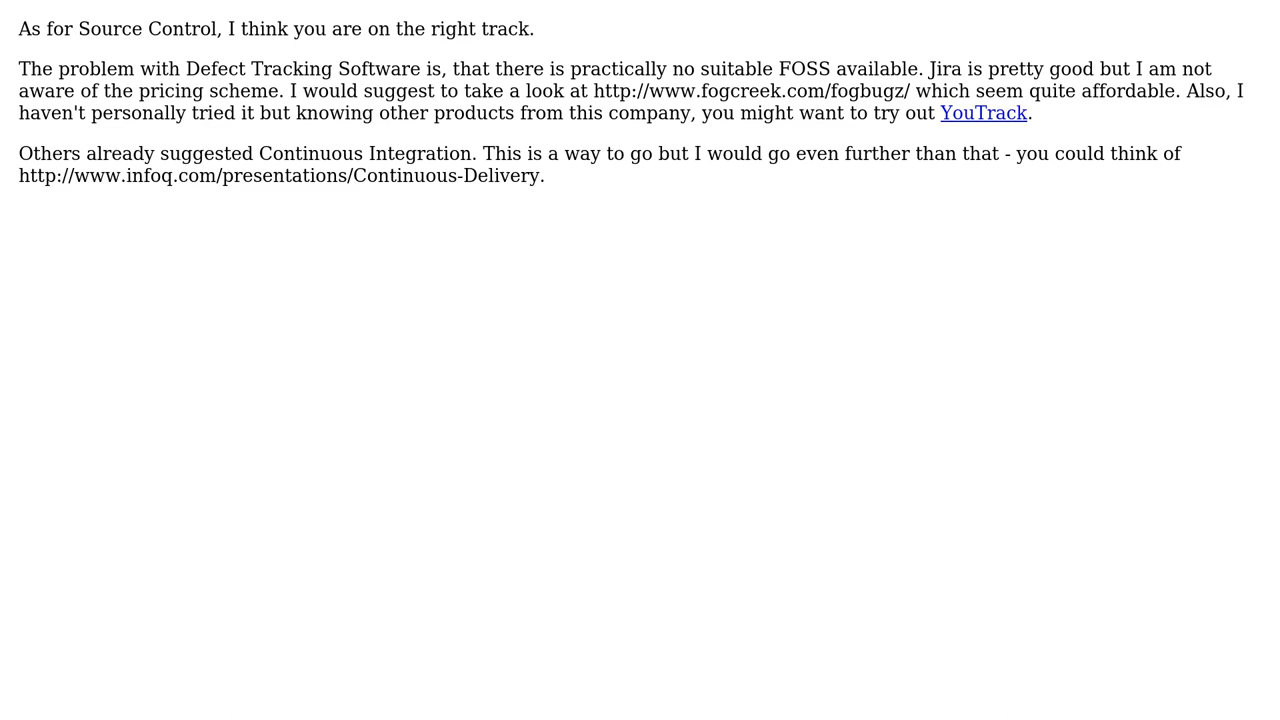 As for Source Control, I think you are on the right track.
The problem with Defect Tracking Software is, that there is practically no suitable FOSS available. Jira is pretty good but I am not
aware of the pricing scheme. I would suggest to take a look at http://www.fogcreek.com/fogbugz/ which seem quite affordable. Also, I
haven't personally tried it but knowing other products from this company, you might want to try out YouTrack.
Others already suggested Continuous Integration. This is a way to go but I would go even further than that - you could think of
http://www.infoq.com/presentations/Continuous-Delivery.